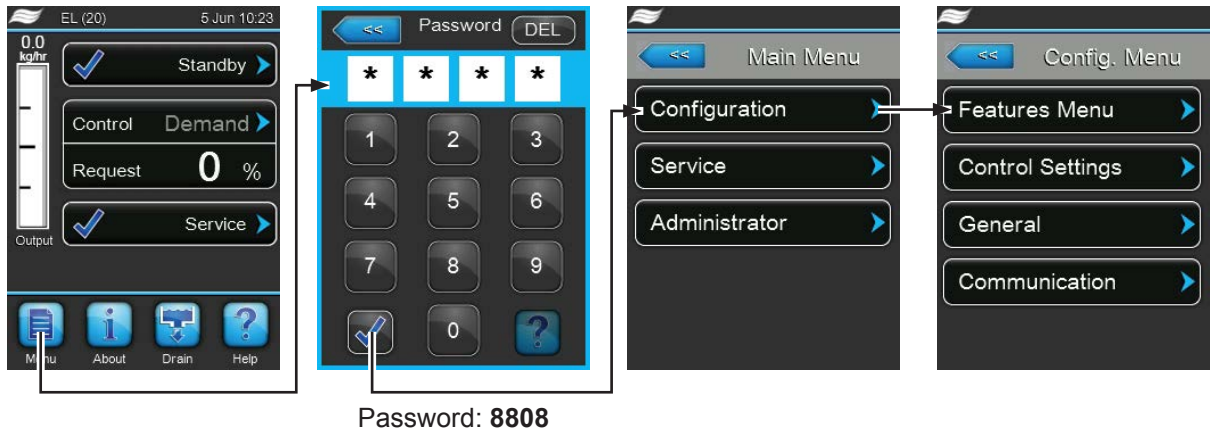 EL (20) 5 Jun 10:23
0.0
kg/hr
Standby
Control Demand
Request 0 %
Service
Output
Menu About Drain Help
<< Password DEL
* * * *
1 2 3
4 5 6
7 8 9
0 ?
Password: 8808
<< Main Menu
Configuration
Service
Administrator
<< Config. Menu
Features Menu
Control Settings
General
Communication